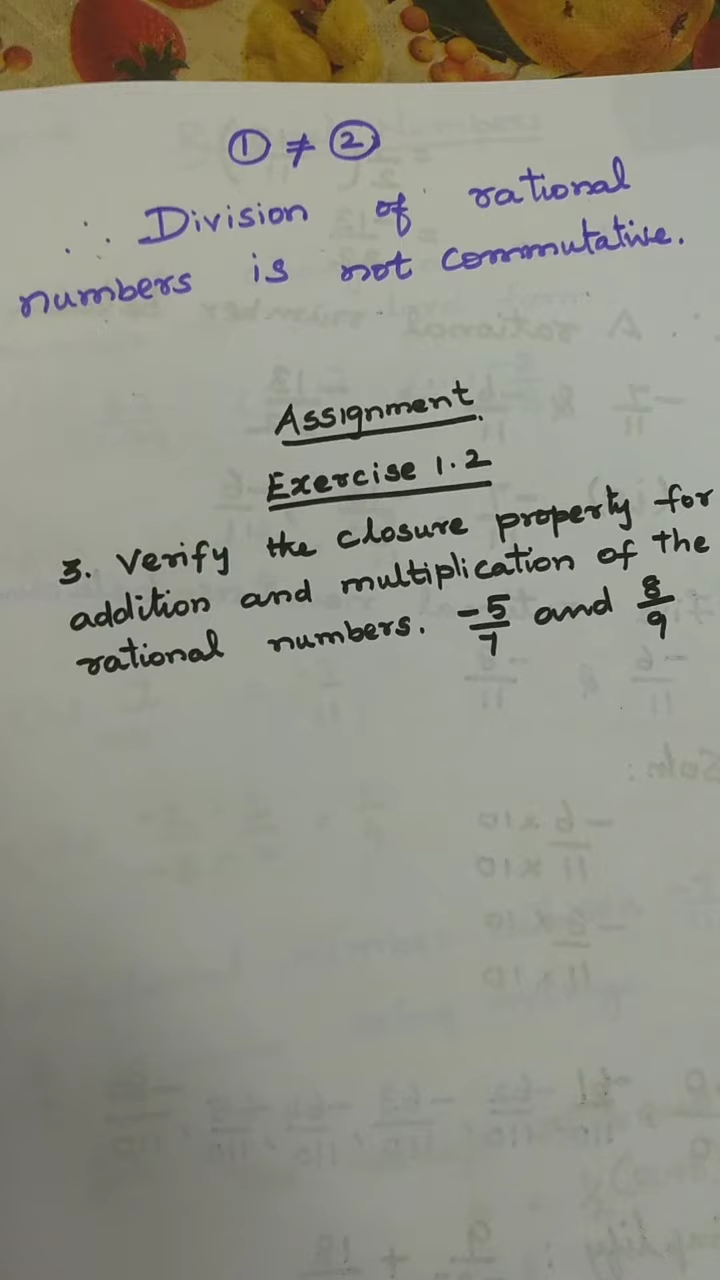 ① ≠ ②
∴ Division of rational
numbers is not commutative.
Assignment.
Exercise 1.2
3. Verify the closure property for
addition and multiplication of the
rational numbers. -5/7 and 8/9